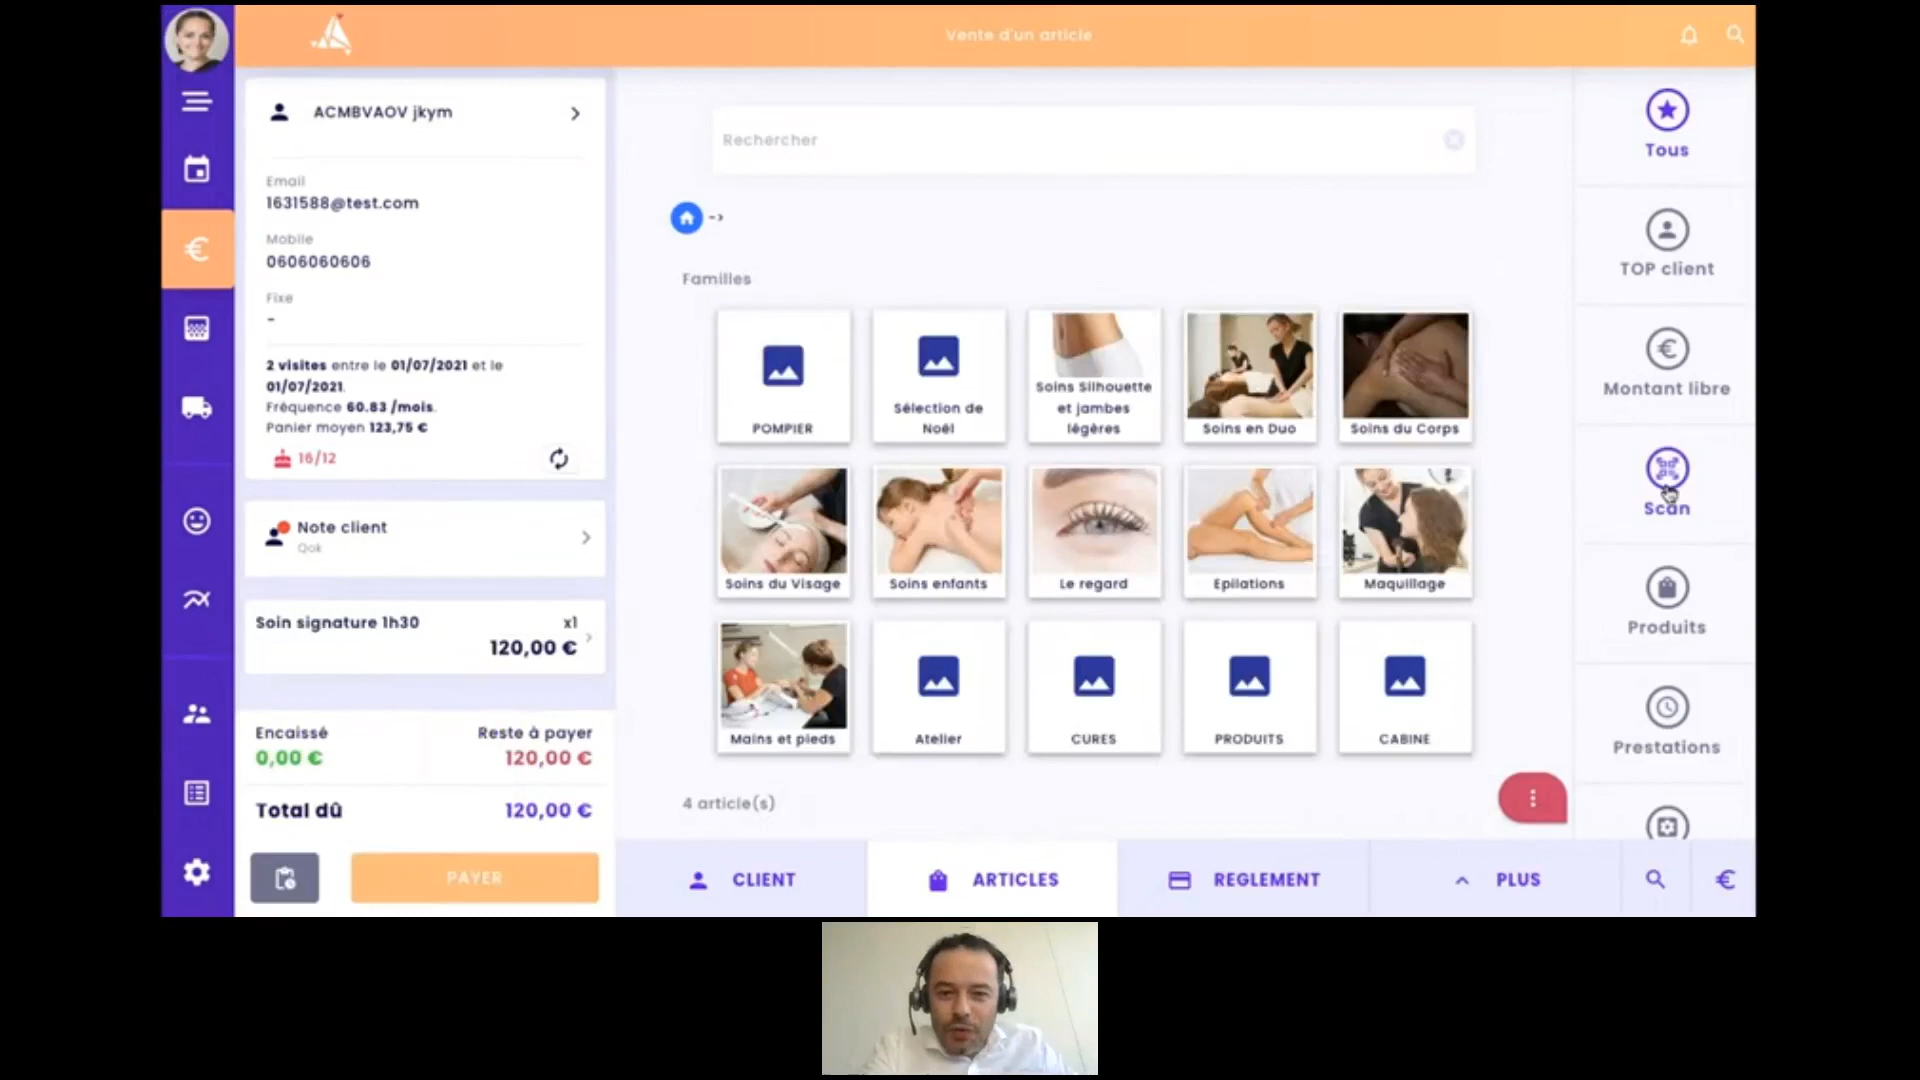 Vente d'un article
ACMBVAOV jkym
Email
1631588@test.com
Mobile
0606060606
Fixe
-
2 visites entre le 01/07/2021 et le
01/07/2021.
Fréquence 60.83 /mois.
Panier moyen 123,75 €
16/12
Note client
Qok
Soin signature 1h30
x1
120,00 €
Encaissé
0,00 €
Reste à payer
120,00 €
Total dû
120,00 €
PAYER
Rechercher
->
Familles
POMPIER
Sélection de
Noël
Soins Silhouette
et jambes
légères
Soins en Duo
Soins du Corps
Soins du Visage
Soins enfants
Le regard
Epilations
Maquillage
Mains et pieds
Atelier
CURES
PRODUITS
CABINE
4 article(s)
CLIENT
ARTICLES
REGLEMENT
PLUS
€
Tous
TOP client
Montant libre
Scan
Produits
Prestations